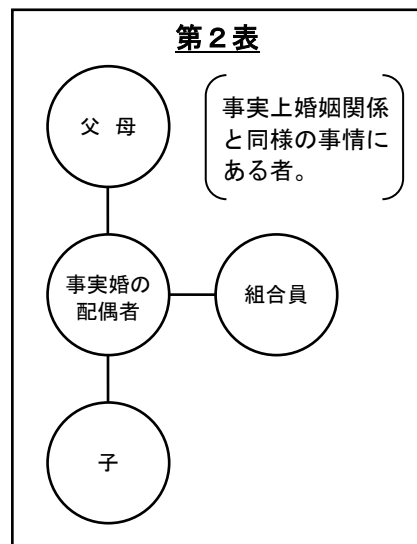 第２表
父 母
事実上婚姻関係
と同様の事情に
ある者。
事実婚の
配偶者
組合員
子